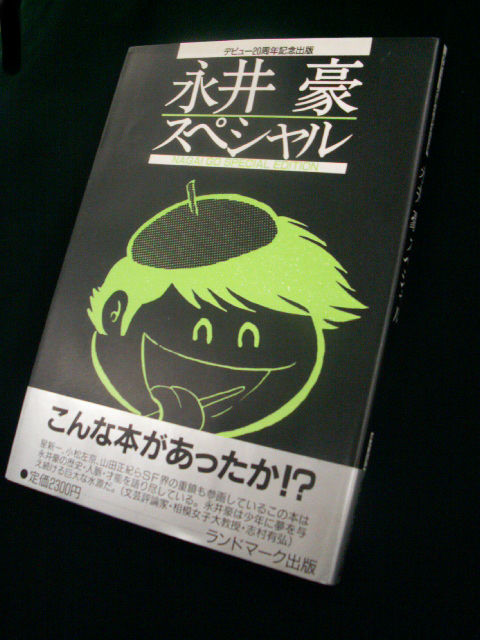 デビュー20周年記念出版
永井 豪
スペシャル
NAGAI GO SPECIAL EDITION
こんな本があったか!?
星新一、小松左京、山田正紀らSF界の重鎮も参画しているこの本は
永井豪の歴史・人脈・才能を語り尽している。永井豪は少年に夢を与
え続ける巨大な水源だ。(文芸評論家・相模女子大教授・志村有弘)
●定価2300円
ランドマーク出版